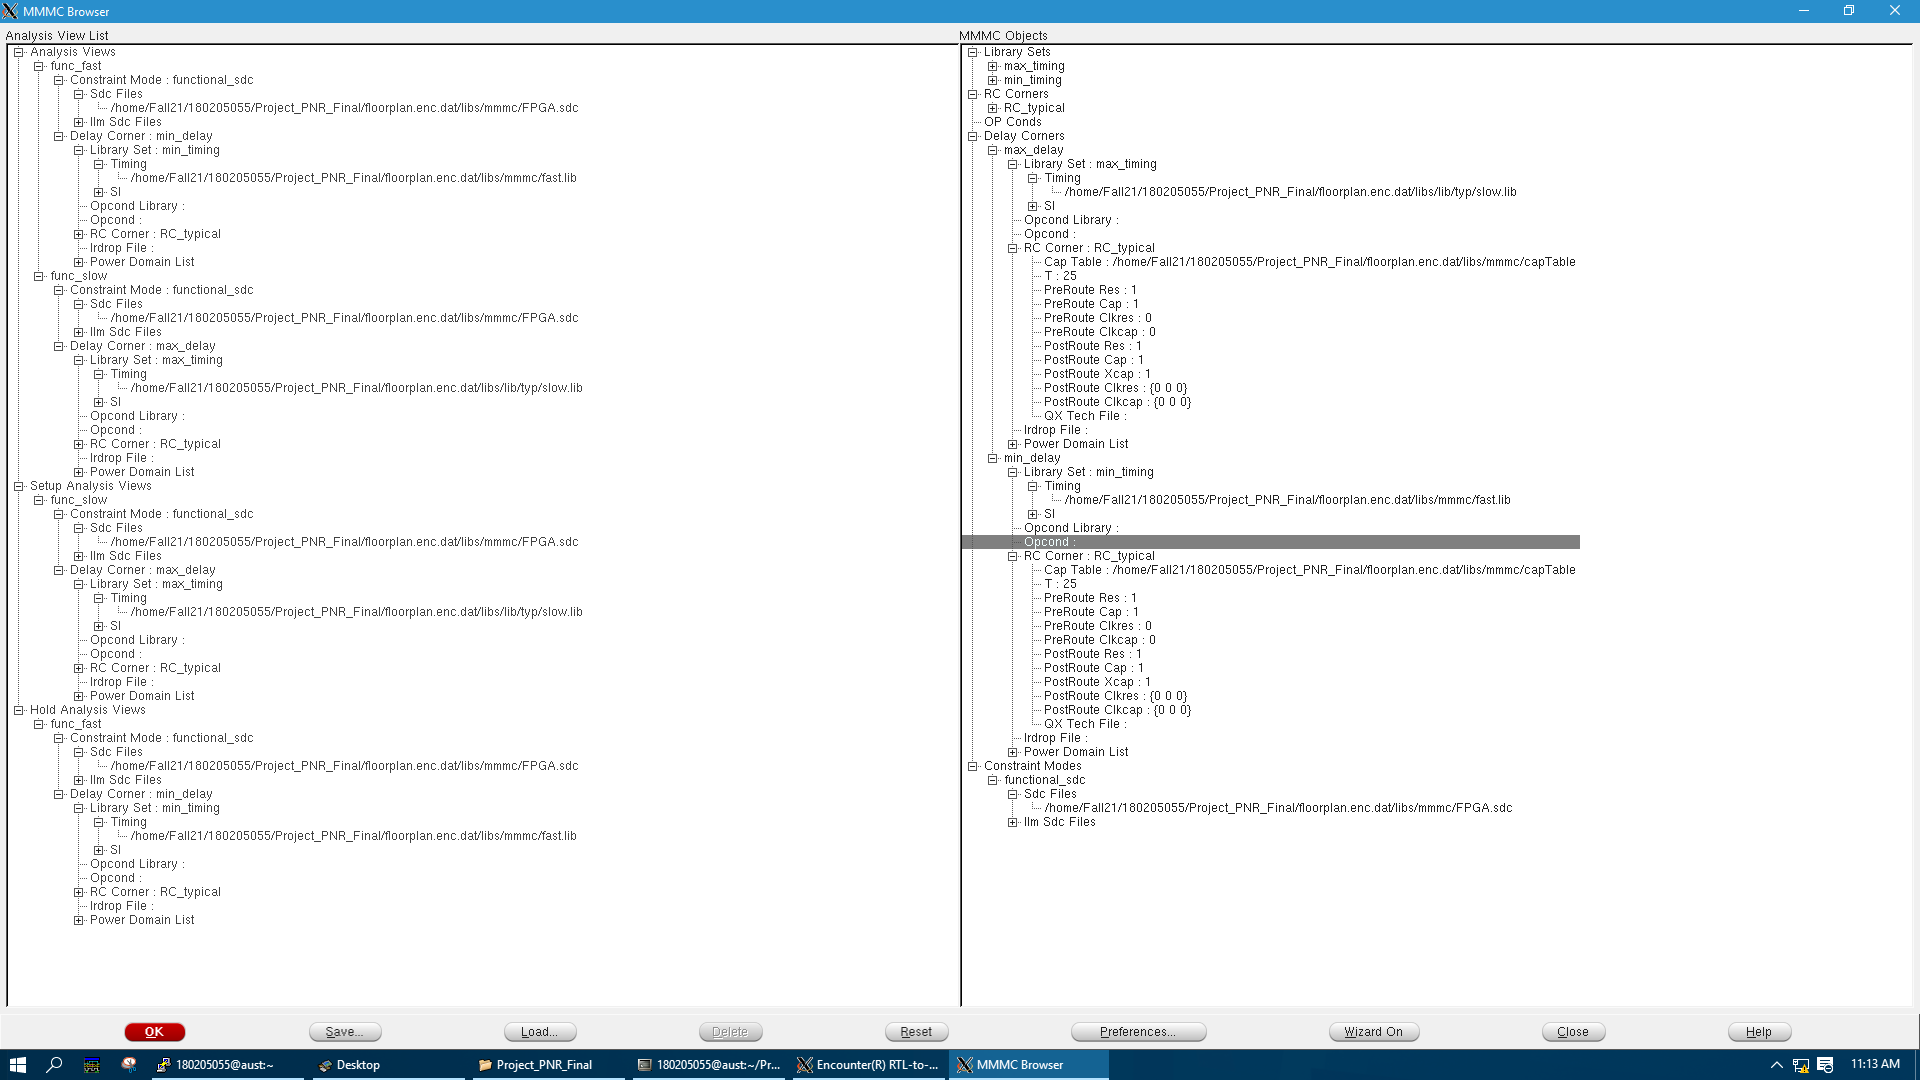 MMMC Browser
Analysis View List
Analysis Views
func_fast
Constraint Mode : functional_sdc
Sdc Files
/home/Fall21/180205055/Project_PNR_Final/floorplan.enc.dat/libs/mmmc/FPGA.sdc
Ilm Sdc Files
Delay Corner : min_delay
Library Set : min_timing
Timing
/home/Fall21/180205055/Project_PNR_Final/floorplan.enc.dat/libs/mmmc/fast.lib
SI
Opcond Library :
Opcond :
RC Corner : RC_typical
Irdrop File :
Power Domain List
func_slow
Constraint Mode : functional_sdc
Sdc Files
/home/Fall21/180205055/Project_PNR_Final/floorplan.enc.dat/libs/mmmc/FPGA.sdc
Ilm Sdc Files
Delay Corner : max_delay
Library Set : max_timing
Timing
/home/Fall21/180205055/Project_PNR_Final/floorplan.enc.dat/libs/lib/typ/slow.lib
SI
Opcond Library :
Opcond :
RC Corner : RC_typical
Irdrop File :
Power Domain List
Setup Analysis Views
func_slow
Constraint Mode : functional_sdc
Sdc Files
/home/Fall21/180205055/Project_PNR_Final/floorplan.enc.dat/libs/mmmc/FPGA.sdc
Ilm Sdc Files
Delay Corner : max_delay
Library Set : max_timing
Timing
/home/Fall21/180205055/Project_PNR_Final/floorplan.enc.dat/libs/lib/typ/slow.lib
SI
Opcond Library :
Opcond :
RC Corner : RC_typical
Irdrop File :
Power Domain List
Hold Analysis Views
func_fast
Constraint Mode : functional_sdc
Sdc Files
/home/Fall21/180205055/Project_PNR_Final/floorplan.enc.dat/libs/mmmc/FPGA.sdc
Ilm Sdc Files
Delay Corner : min_delay
Library Set : min_timing
Timing
/home/Fall21/180205055/Project_PNR_Final/floorplan.enc.dat/libs/mmmc/fast.lib
SI
Opcond Library :
Opcond :
RC Corner : RC_typical
Irdrop File :
Power Domain List
MMMC Objects
Library Sets
max_timing
min_timing
RC Corners
RC_typical
OP Conds
Delay Corners
max_delay
Library Set : max_timing
Timing
/home/Fall21/180205055/Project_PNR_Final/floorplan.enc.dat/libs/lib/typ/slow.lib
SI
Opcond Library :
Opcond :
RC Corner : RC_typical
Cap Table : /home/Fall21/180205055/Project_PNR_Final/floorplan.enc.dat/libs/mmmc/capTable
T : 25
PreRoute Res : 1
PreRoute Cap : 1
PreRoute Clkres : 0
PreRoute Clkcap : 0
PostRoute Res : 1
PostRoute Cap : 1
PostRoute Xcap : 1
PostRoute Clkres : {0 0 0}
PostRoute Clkcap : {0 0 0}
QX Tech File :
Irdrop File :
Power Domain List
min_delay
Library Set : min_timing
Timing
/home/Fall21/180205055/Project_PNR_Final/floorplan.enc.dat/libs/mmmc/fast.lib
SI
Opcond Library :
Opcond :
RC Corner : RC_typical
Cap Table : /home/Fall21/180205055/Project_PNR_Final/floorplan.enc.dat/libs/mmmc/capTable
T : 25
PreRoute Res : 1
PreRoute Cap : 1
PreRoute Clkres : 0
PreRoute Clkcap : 0
PostRoute Res : 1
PostRoute Cap : 1
PostRoute Xcap : 1
PostRoute Clkres : {0 0 0}
PostRoute Clkcap : {0 0 0}
QX Tech File :
Irdrop File :
Power Domain List
Constraint Modes
functional_sdc
Sdc Files
/home/Fall21/180205055/Project_PNR_Final/floorplan.enc.dat/libs/mmmc/FPGA.sdc
Ilm Sdc Files
OK Save... Load... Delete Reset Preferences... Wizard On Close Help
180205055@aust:~ Desktop Project_PNR_Final 180205055@aust:~/Pr... Encounter(R) RTL-to-... MMMC Browser 11:13 AM